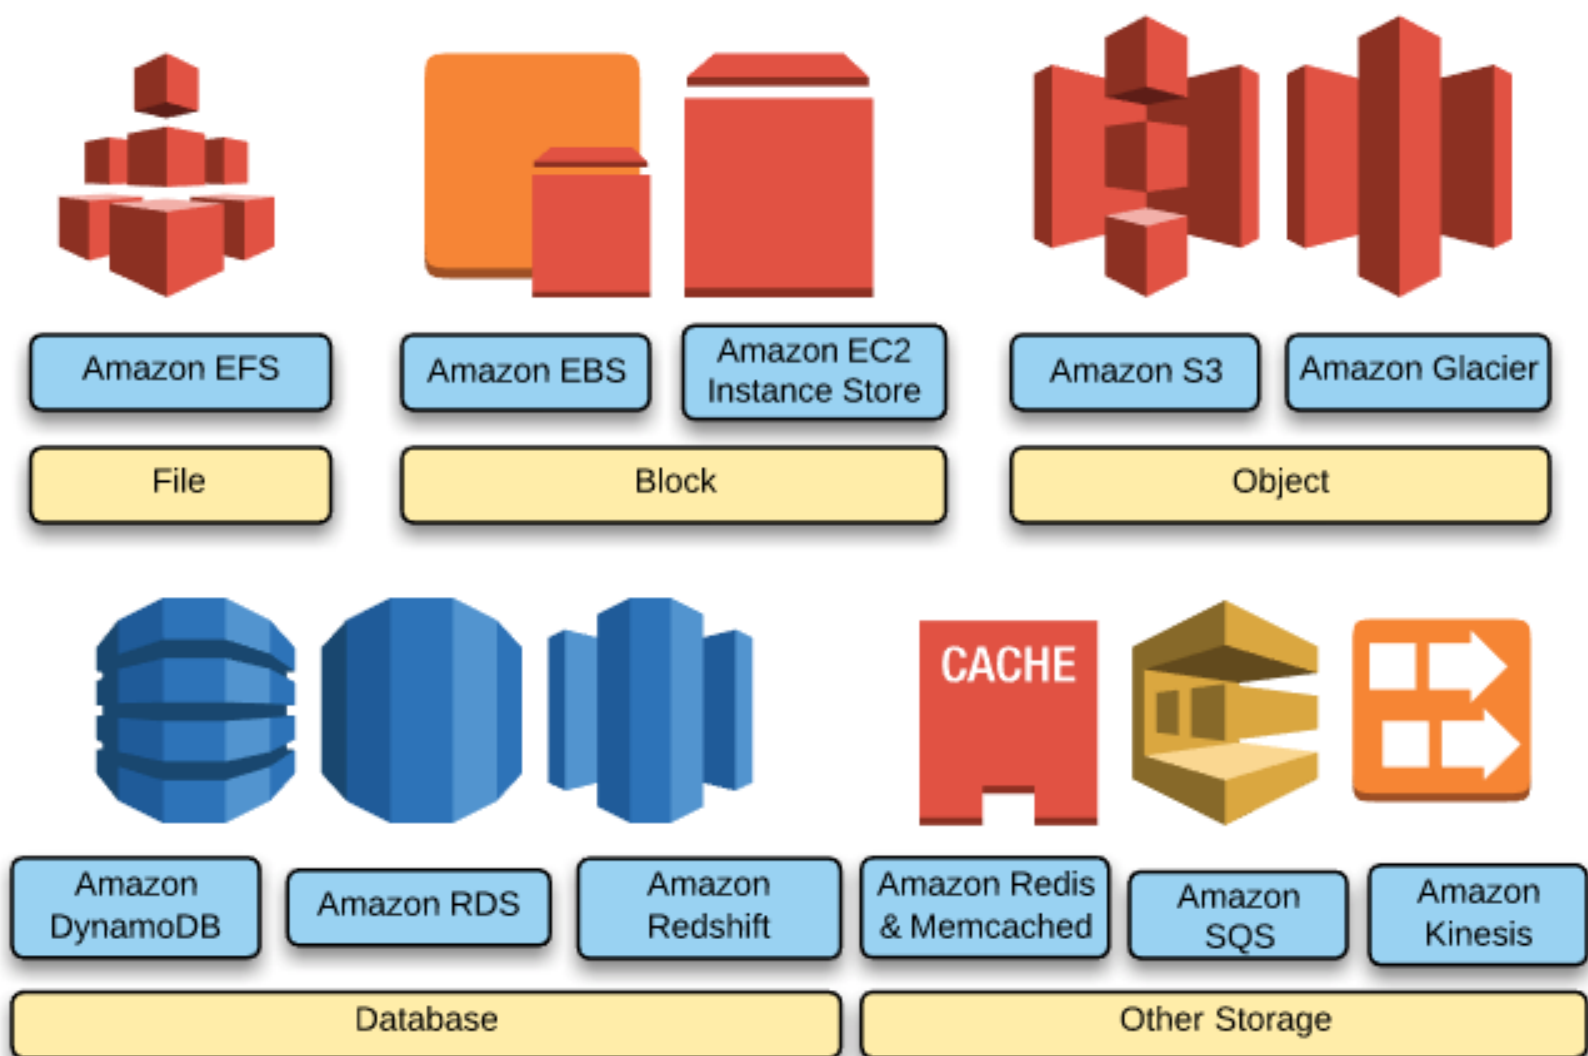 Amazon EFS
Amazon EBS
Amazon EC2
Instance Store
Amazon S3
Amazon Glacier
File
Block
Object
CACHE
Amazon
DynamoDB
Amazon RDS
Amazon
Redshift
Amazon Redis
& Memcached
Amazon
SQS
Amazon
Kinesis
Database
Other Storage